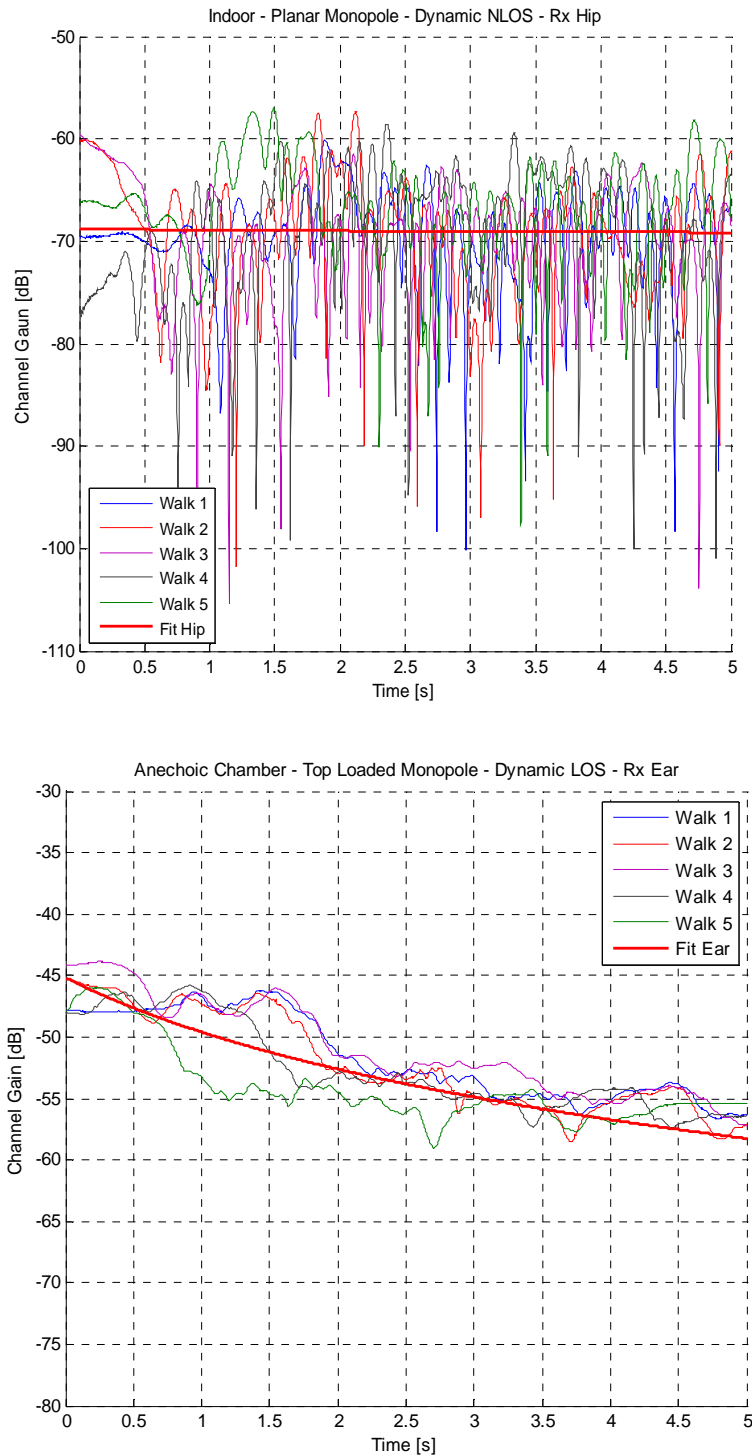 Indoor - Planar Monopole - Dynamic NLOS - Rx Hip
-50
-60
-70
-80
-90
-100
-110
Channel Gaun [dB]
Walk 1
Walk 2
Walk 3
Walk 4
Walk 5
Fit Hip
0 0.5 1 1.5 2 2.5 3 3.5 4 4.5 5
Time [s]
Anechoic Chamber - Top Loaded Monopole - Dynamic LOS - Rx Ear
-30
-35
-40
-45
-50
-55
-60
-65
-70
-75
-80
Channel Gain [dB]
Walk 1
Walk 2
Walk 3
Walk 4
Walk 5
Fit Ear
0 0.5 1 1.5 2 2.5 3 3.5 4 4.5 5
Time [s]